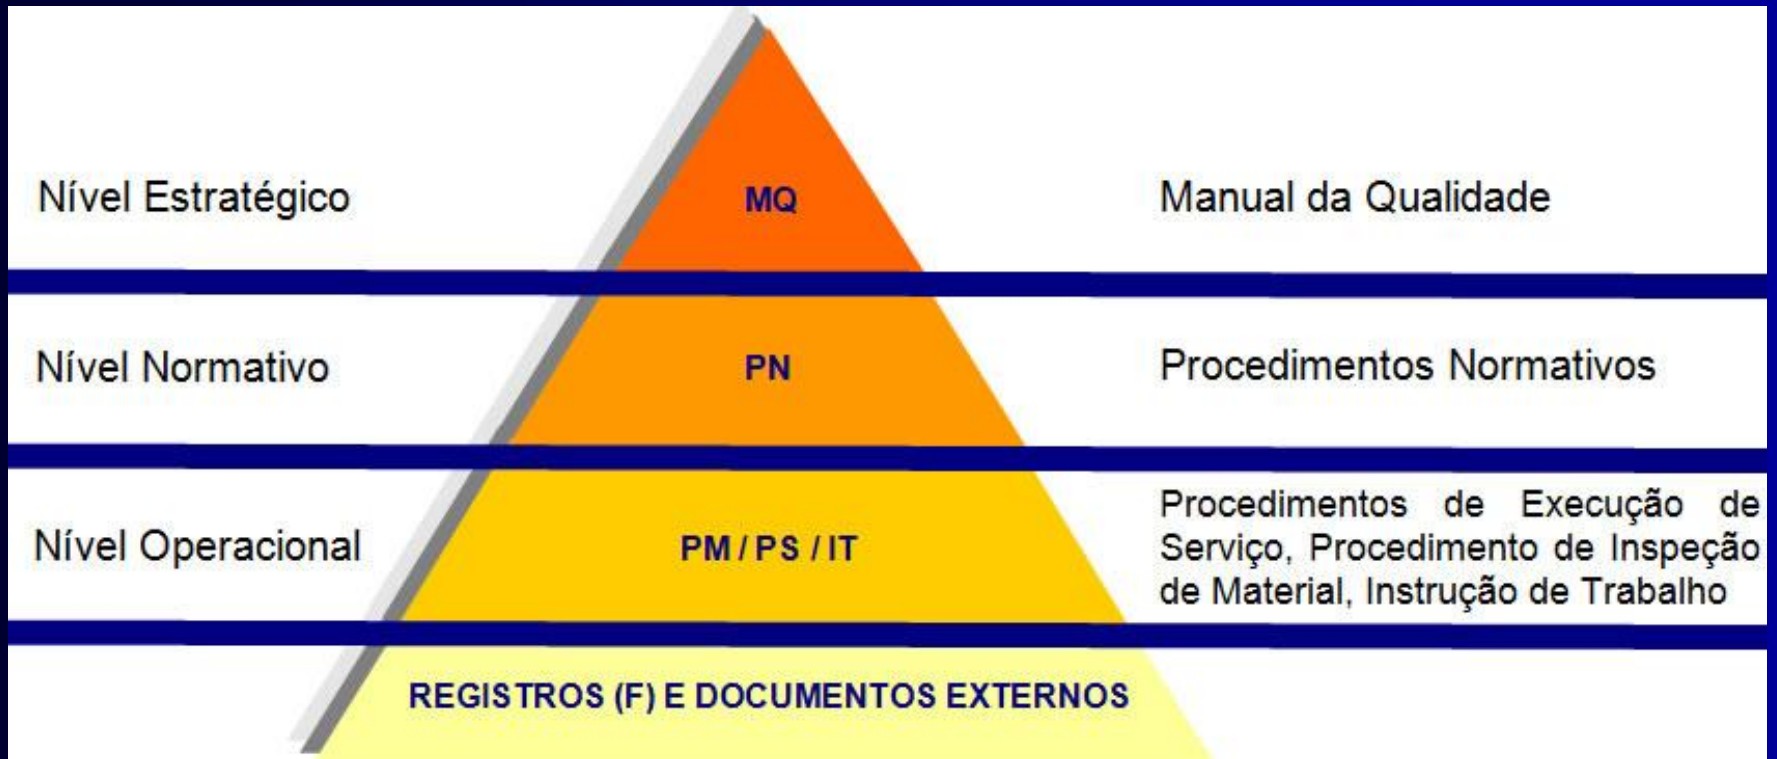 Nível Estratégico
MQ
Manual da Qualidade
Nível Normativo
PN
Procedimentos Normativos
Nível Operacional
PM / PS / IT
Procedimentos de Execução de
Serviço, Procedimento de Inspeção
de Material, Instrução de Trabalho
REGISTROS (F) E DOCUMENTOS EXTERNOS